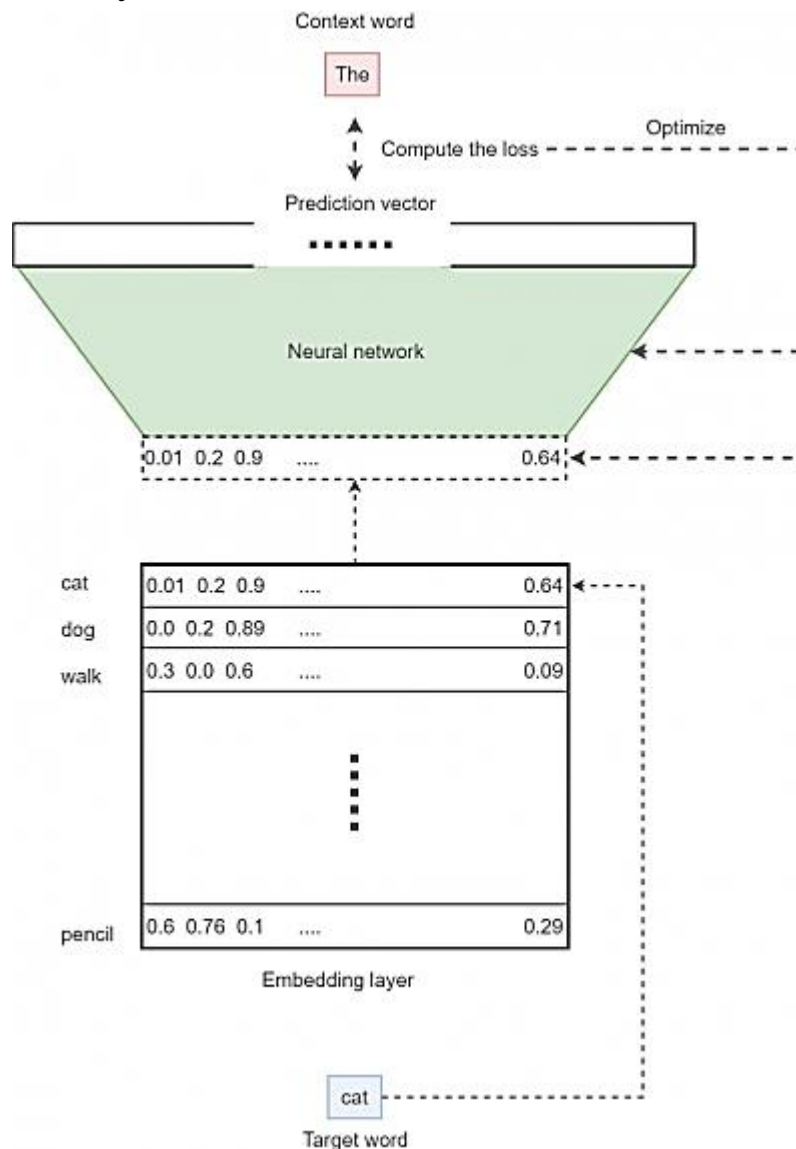 Context word
The
Compute the loss
Optimize
Prediction vector
Neural network
0.01 0.2 0.9 .... 0.64
cat 0.01 0.2 0.9 .... 0.64
dog 0.0 0.2 0.89 .... 0.71
walk 0.3 0.0 0.6 .... 0.09
pencil 0.6 0.76 0.1 .... 0.29
Embedding layer
cat
Target word